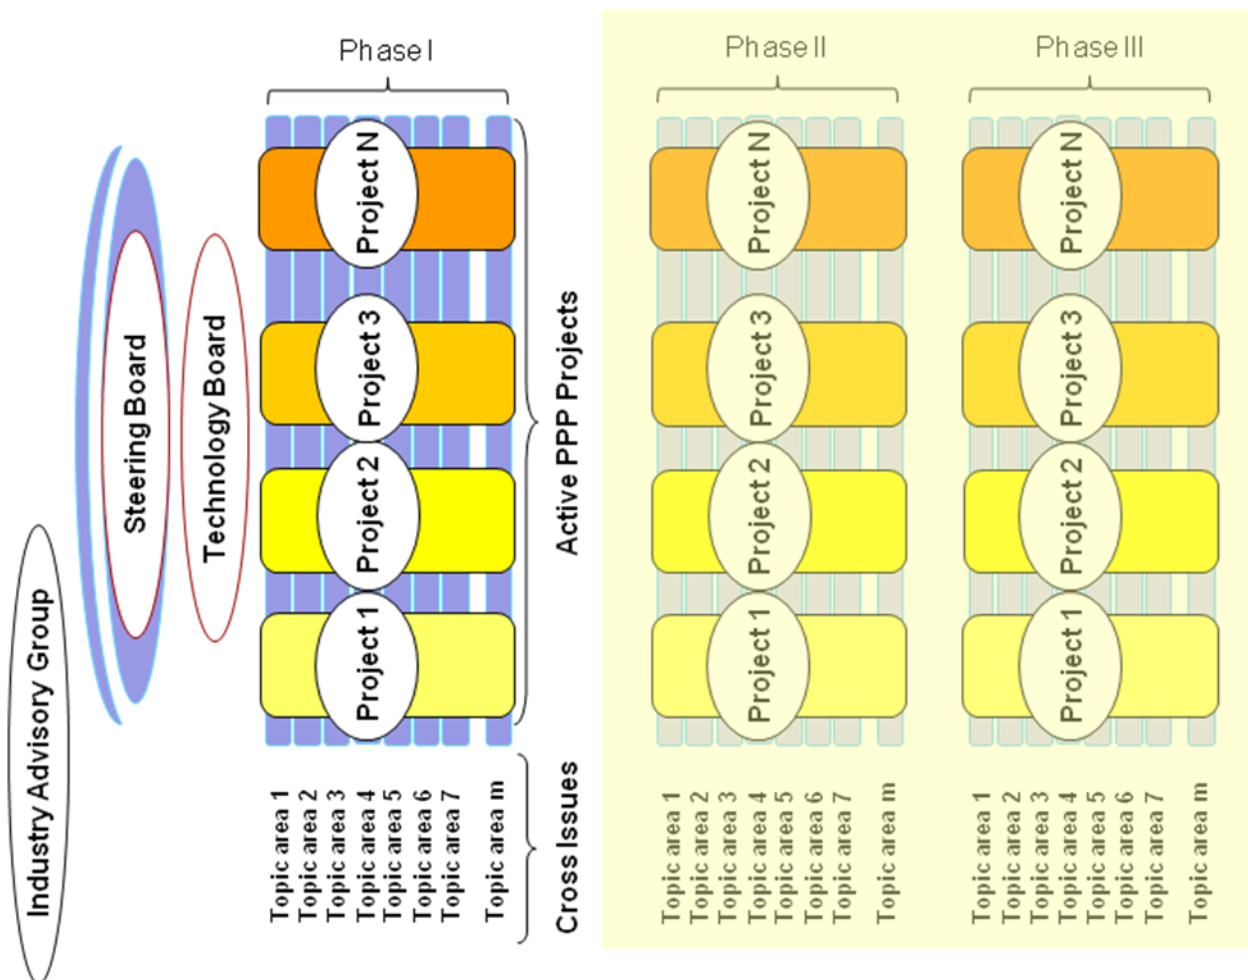 Phase I
Phase II
Phase III
Industry Advisory Group
Steering Board
Technology Board
Project N
Project 3
Project 2
Project 1
Active PPP Projects
Topic area 1
Topic area 2
Topic area 3
Topic area 4
Topic area 5
Topic area 6
Topic area 7
Topic area m
Cross Issues
Project N
Project 3
Project 2
Project 1
Topic area 1
Topic area 2
Topic area 3
Topic area 4
Topic area 5
Topic area 6
Topic area 7
Topic area m
Project N
Project 3
Project 2
Project 1
Topic area 1
Topic area 2
Topic area 3
Topic area 4
Topic area 5
Topic area 6
Topic area 7
Topic area m